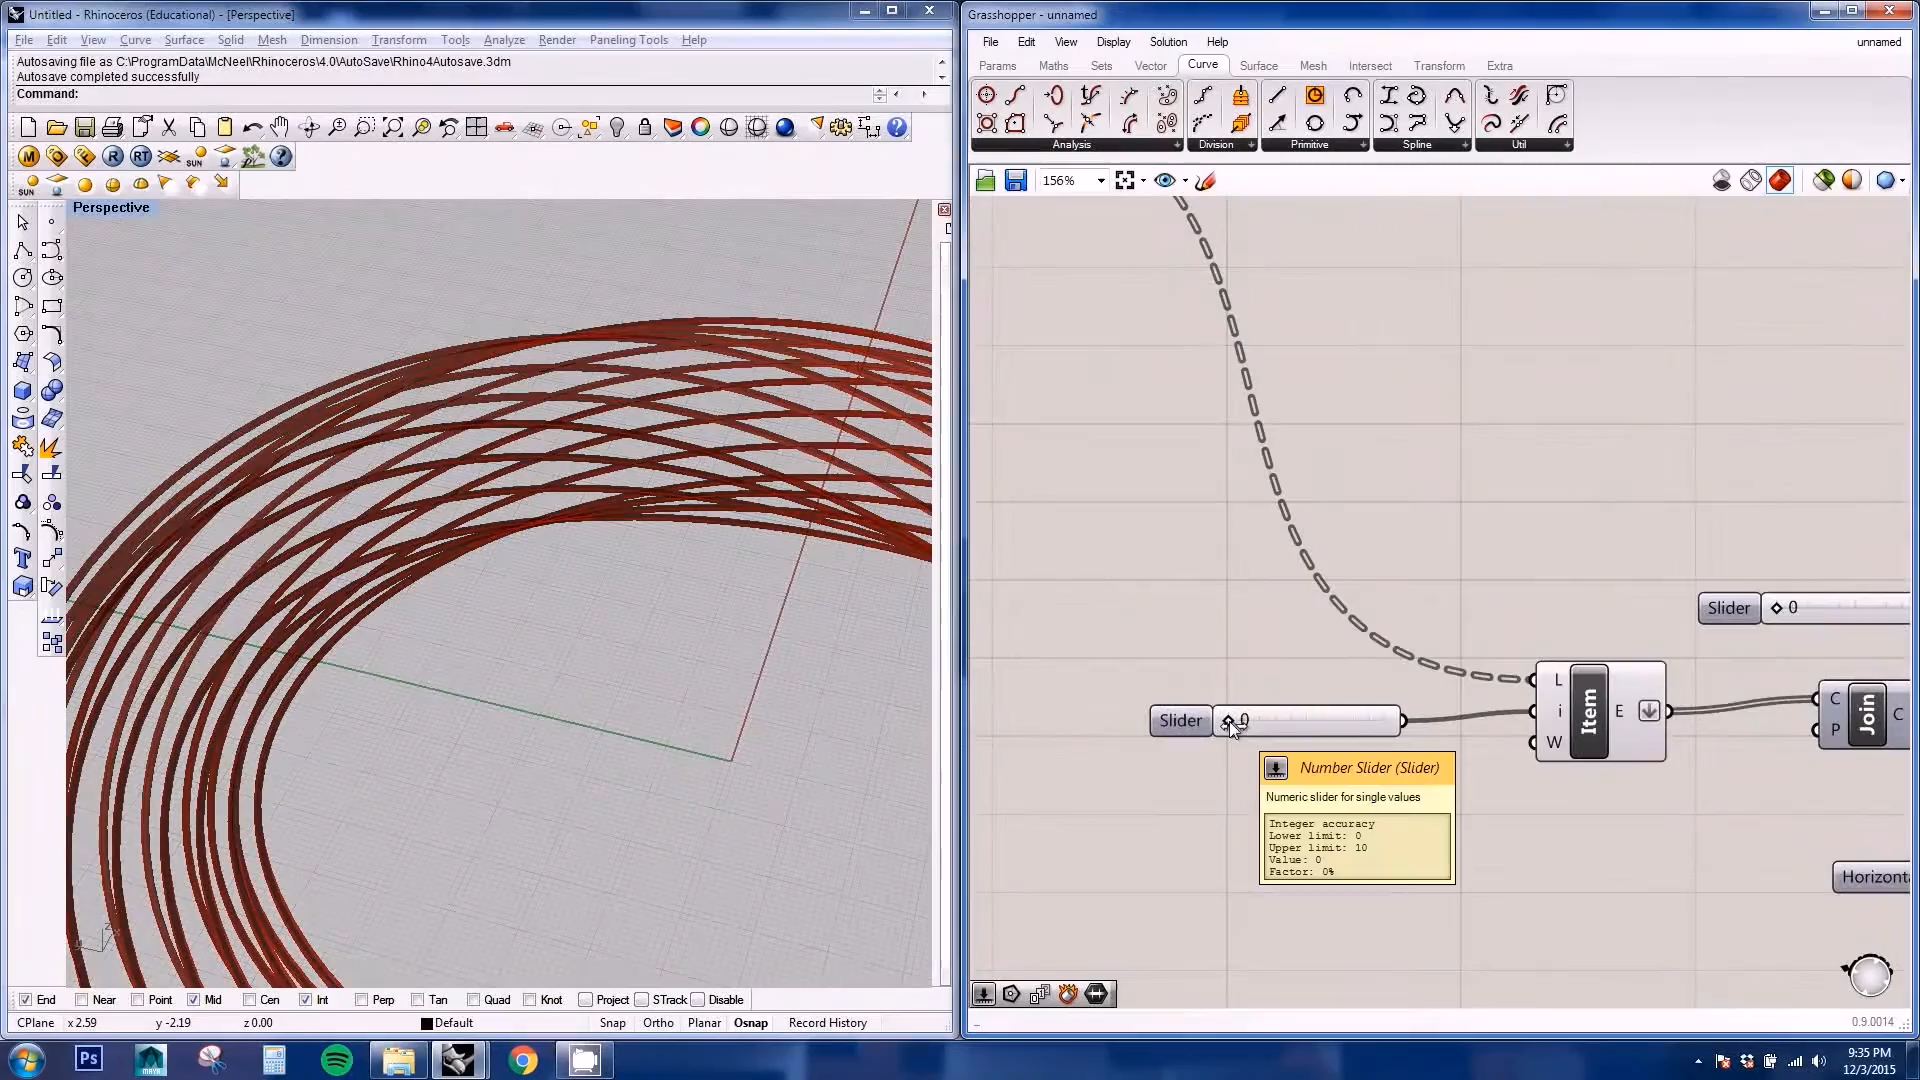 Untitled - Rhinoceros (Educational) - [Perspective]
File Edit View Curve Surface Solid Mesh Dimension Transform Tools Analyze Render Paneling Tools Help
Autosaving file as C:\ProgramData\McNeel\Rhinoceros\4.0\AutoSave\Rhino4Autosave.3dm
Autosave completed successfully
Command:
M R RT SUN
SUN
Perspective
End Near Point Mid Cen Int Perp Tan Quad Knot Project STrack Disable
CPlane x 2.59 y -2.19 z 0.00 Default Snap Ortho Planar Osnap Record History
Grasshopper - unnamed
File Edit View Display Solution Help unnamed
Params Maths Sets Vector Curve Surface Mesh Intersect Transform Extra
Analysis Division Primitive Spline Util
156%
Slider 0
Slider 0
L
i
W
Item
E
C
P
Join
C
Number Slider (Slider)
Numeric slider for single values
Integer accuracy
Lower limit: 0
Upper limit: 10
Value: 0
Factor: 0%
Horizont
0.9.0014
Ps
MAYA
9:35 PM
12/3/2015